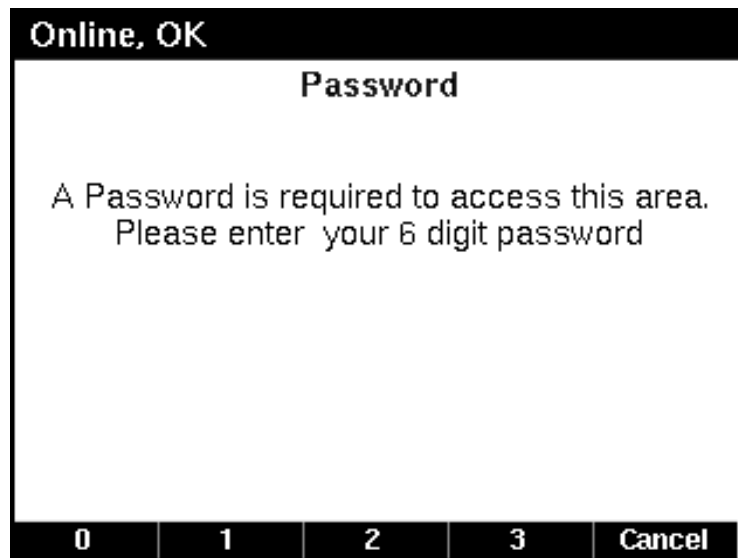 Online, OK
Password
A Password is required to access this area.
Please enter  your 6 digit password
0 1 2 3 Cancel